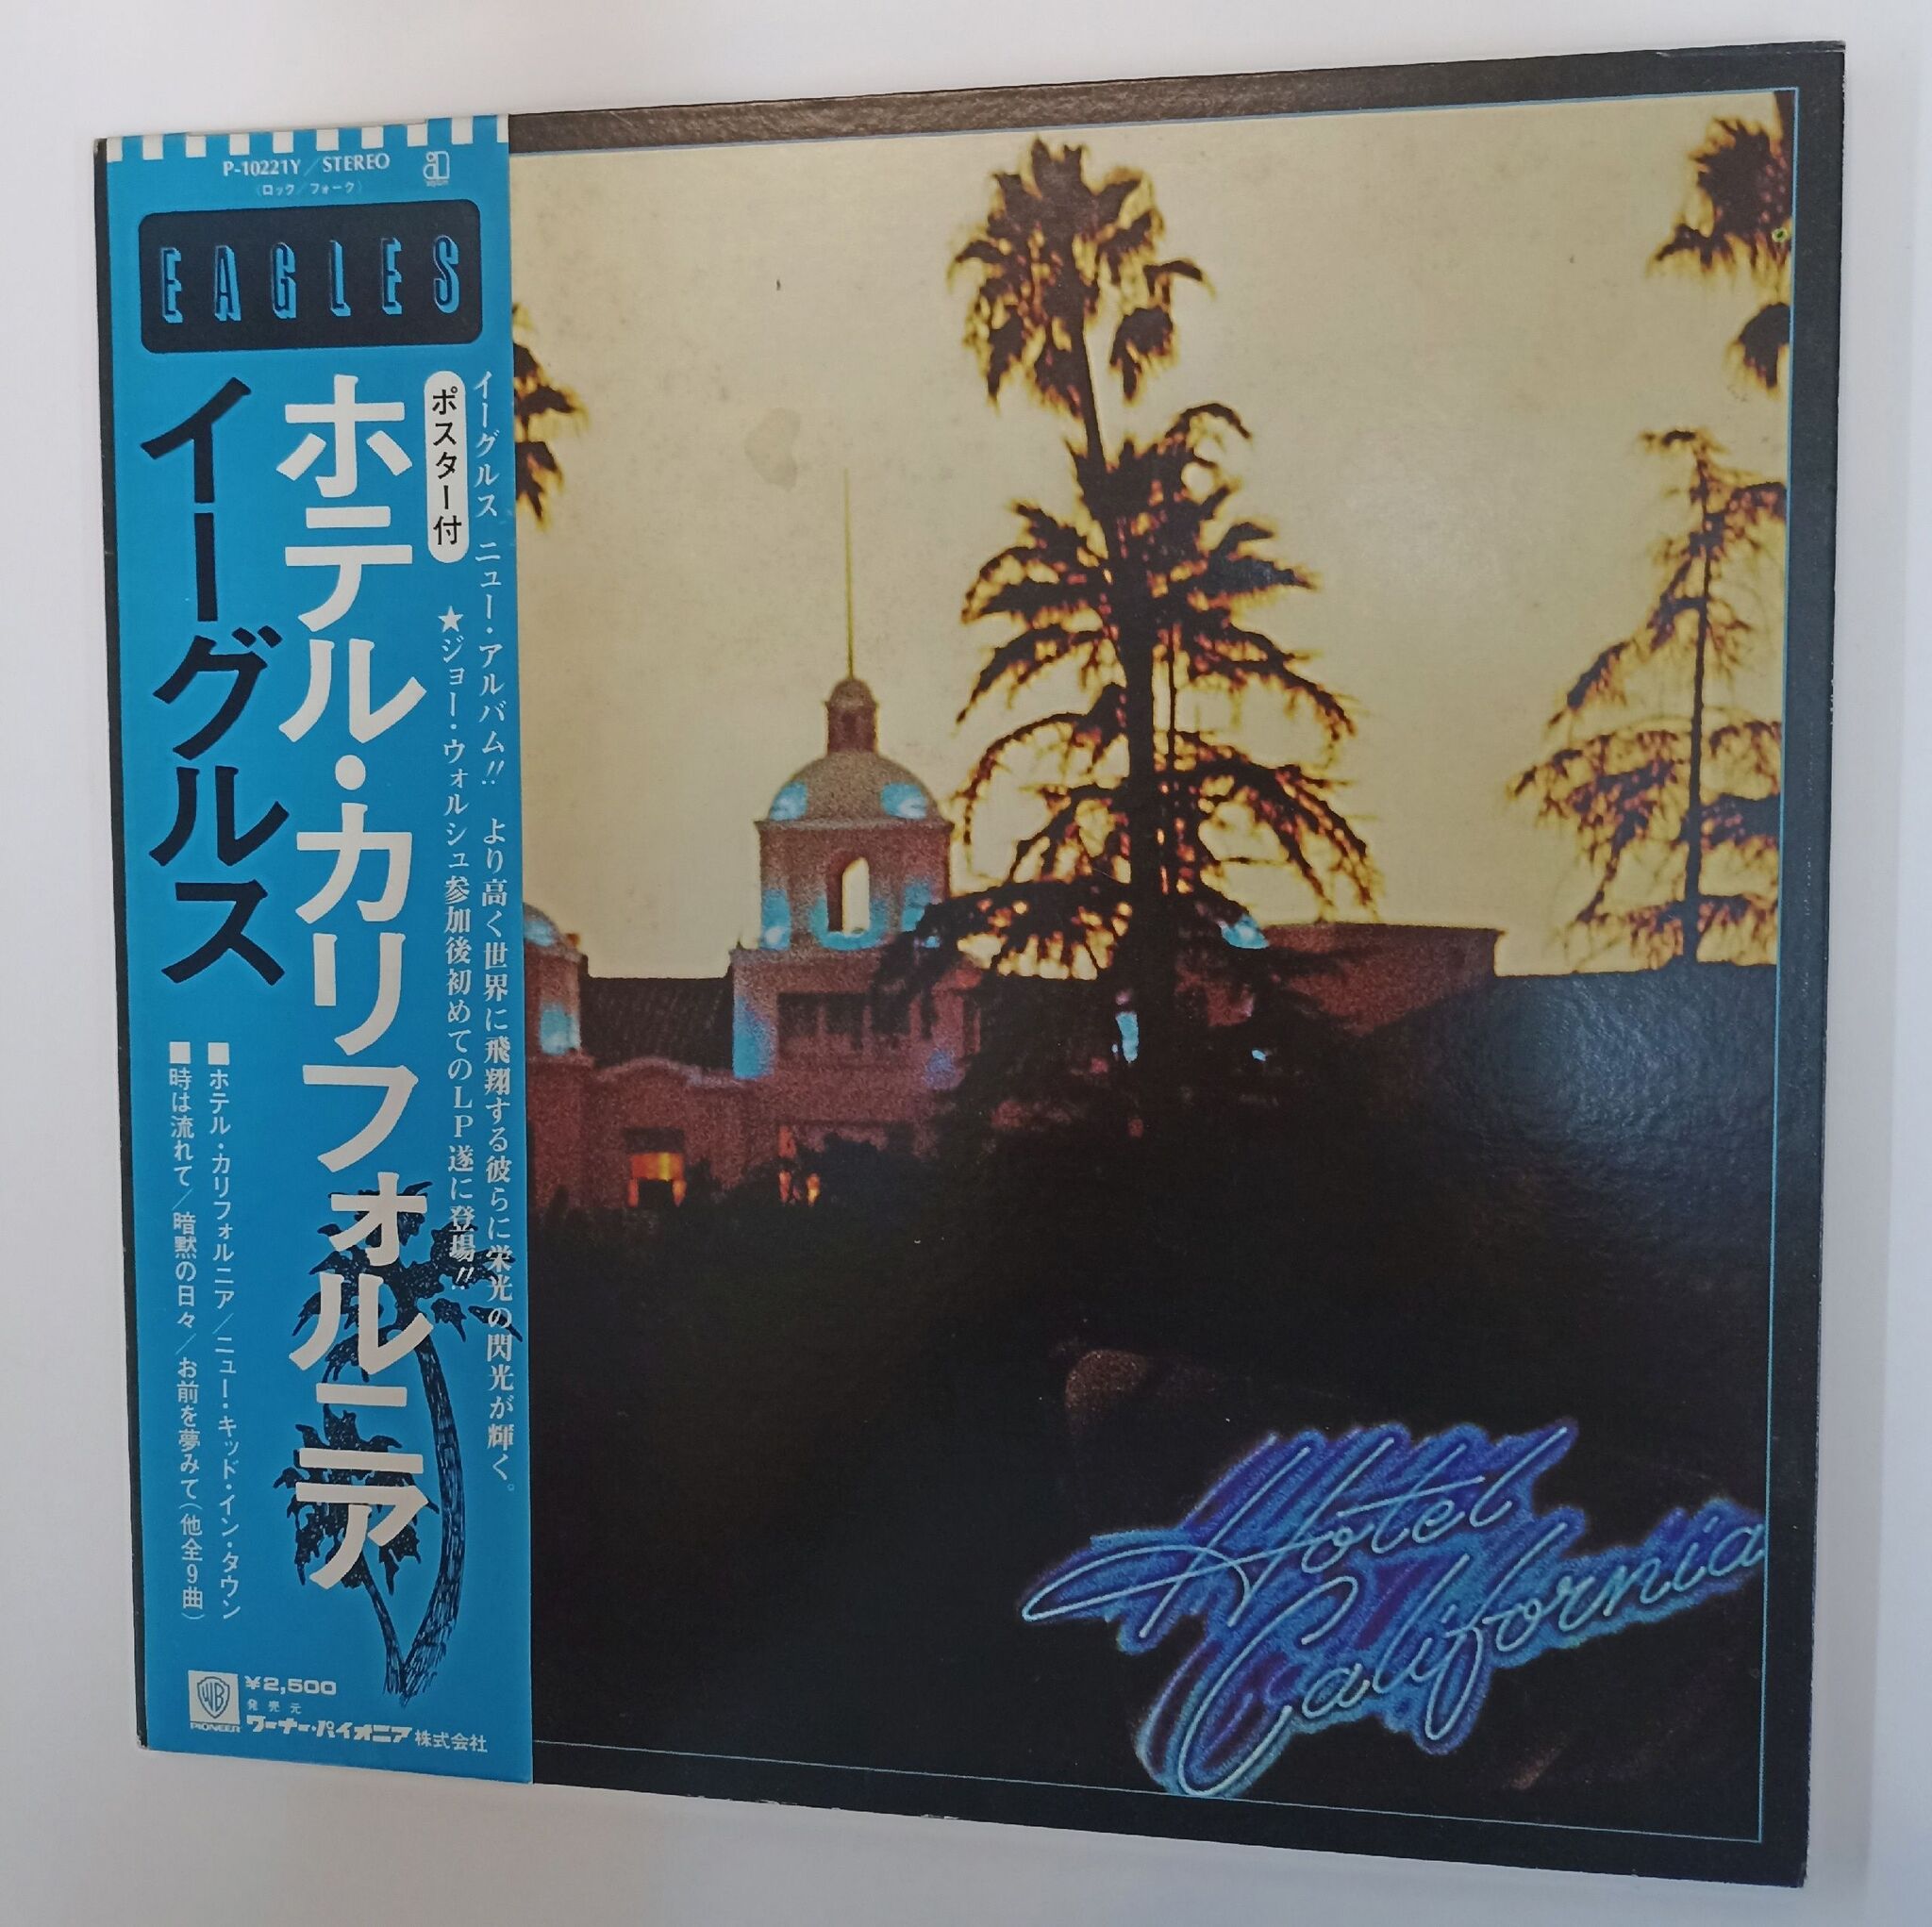 P-10221Y/STEREO
(ロック/フォーク)
EAGLES
イーグルス ニュー・アルバム!! より高く世界に飛翔する彼らに栄光の閃光が輝く。
ポスター付
★ジョー・ウォルシュ参加後初めてのLP遂に登場!!
ホテル・カリフォルニア
イーグルス
■ホテル・カリフォルニア/ニュー・キッド・イン・タウン
■時は流れて/暗黙の日々/お前を夢みて(他全9曲)
WB
PIONEER
¥2,500
発売元
ワーナー・パイオニア株式会社
Hotel
California